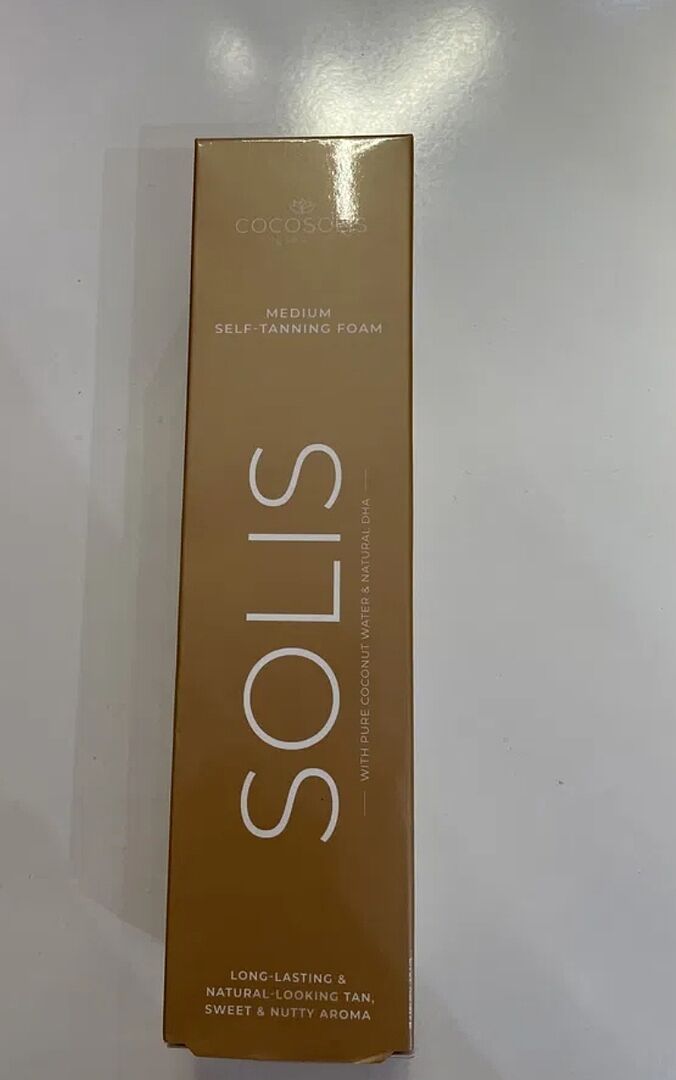 COCOSOLIS
MEDIUM
SELF-TANNING FOAM
SOLIS
WITH PURE COCONUT WATER & NATURAL DHA
LONG-LASTING &
NATURAL-LOOKING TAN,
SWEET & NUTTY AROMA